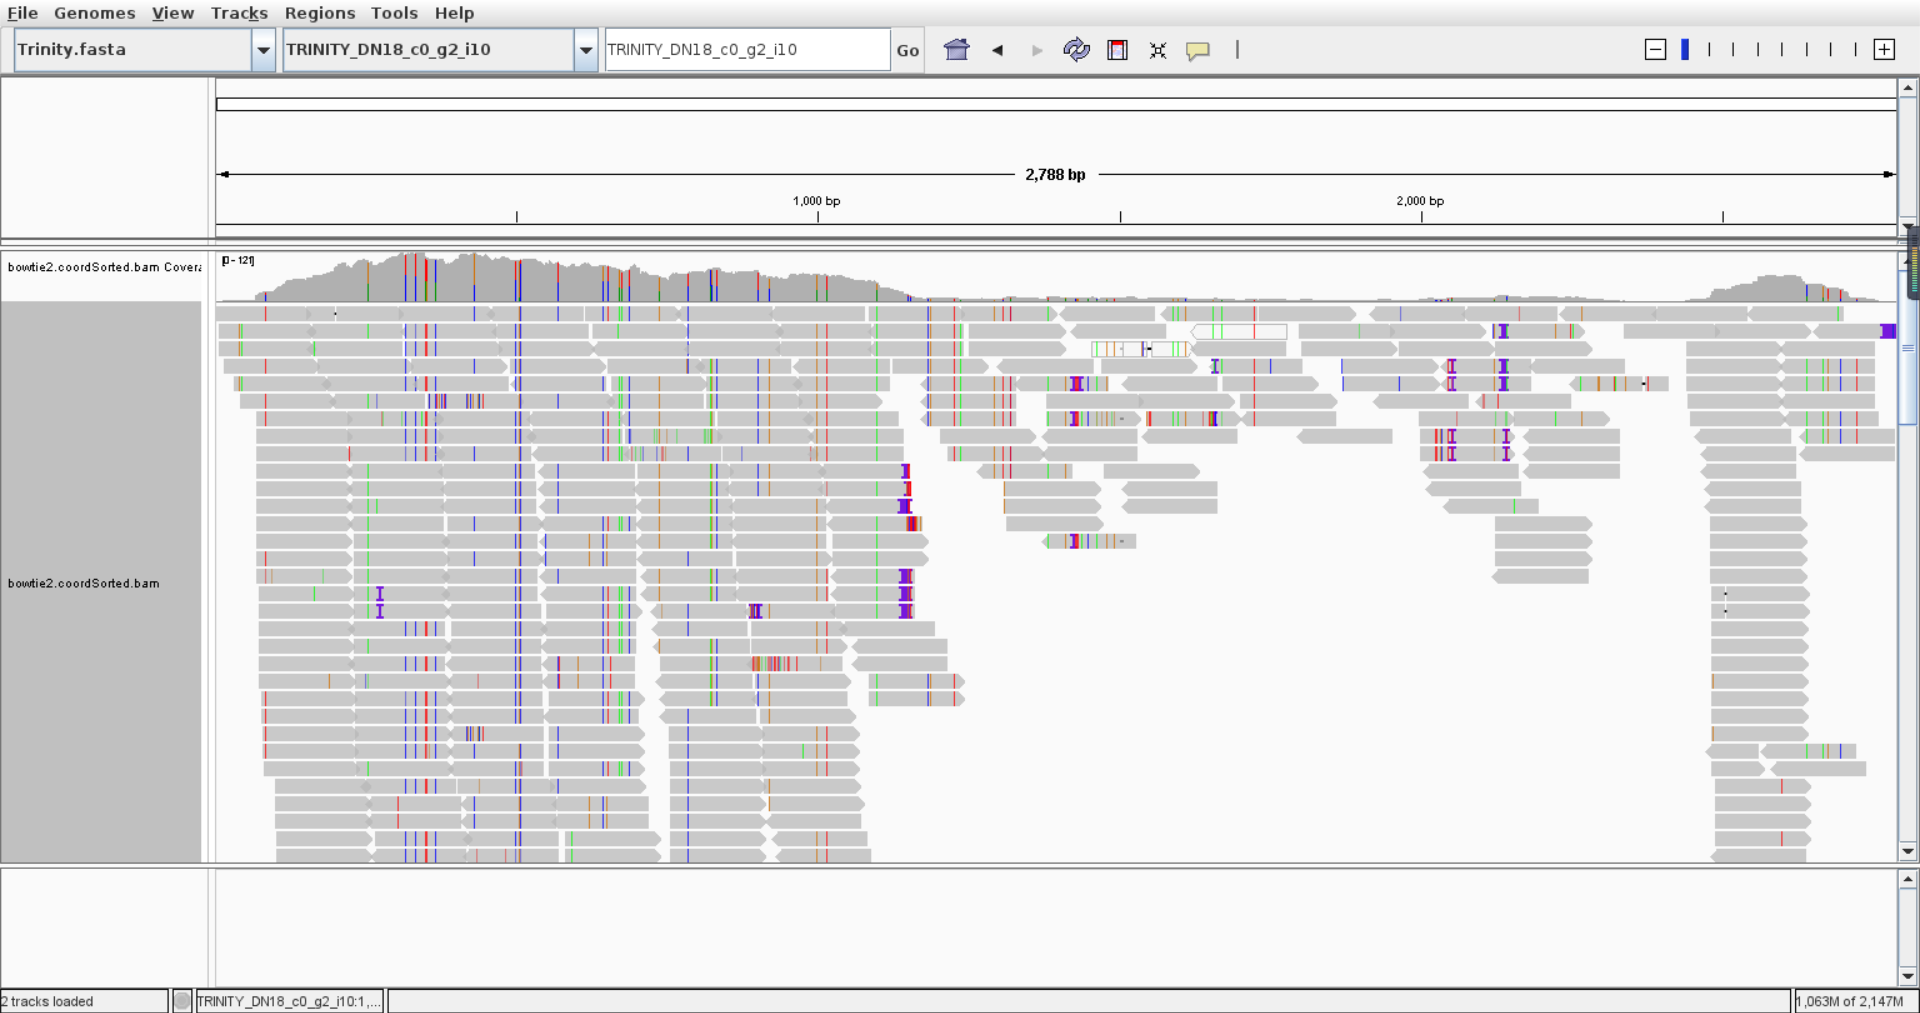 File Genomes View Tracks Regions Tools Help
Trinity.fasta TRINITY_DN18_c0_g2_i10 TRINITY_DN18_c0_g2_i10 Go
2,788 bp
1,000 bp 2,000 bp
bowtie2.coordSorted.bam Covera
[0 - 121]
bowtie2.coordSorted.bam
2 tracks loaded TRINITY_DN18_c0_g2_i10:1,... 1,063M of 2,147M